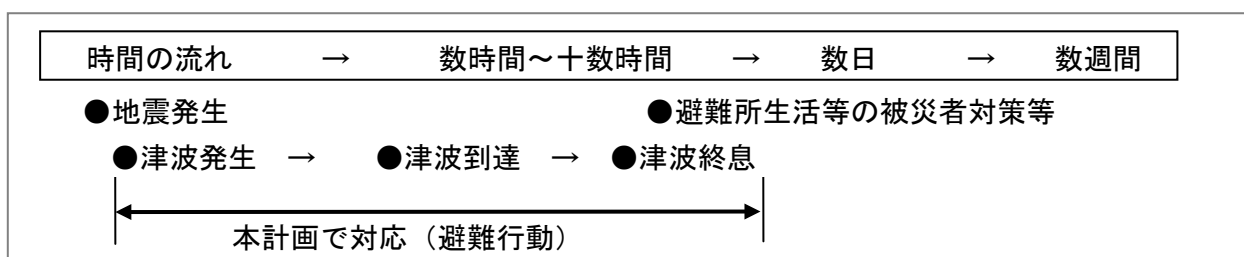 時間の流れ → 数時間～十数時間 → 数日 → 数週間
●地震発生 ●避難所生活等の被災者対策等
●津波発生 → ●津波到達 → ●津波終息
本計画で対応（避難行動）